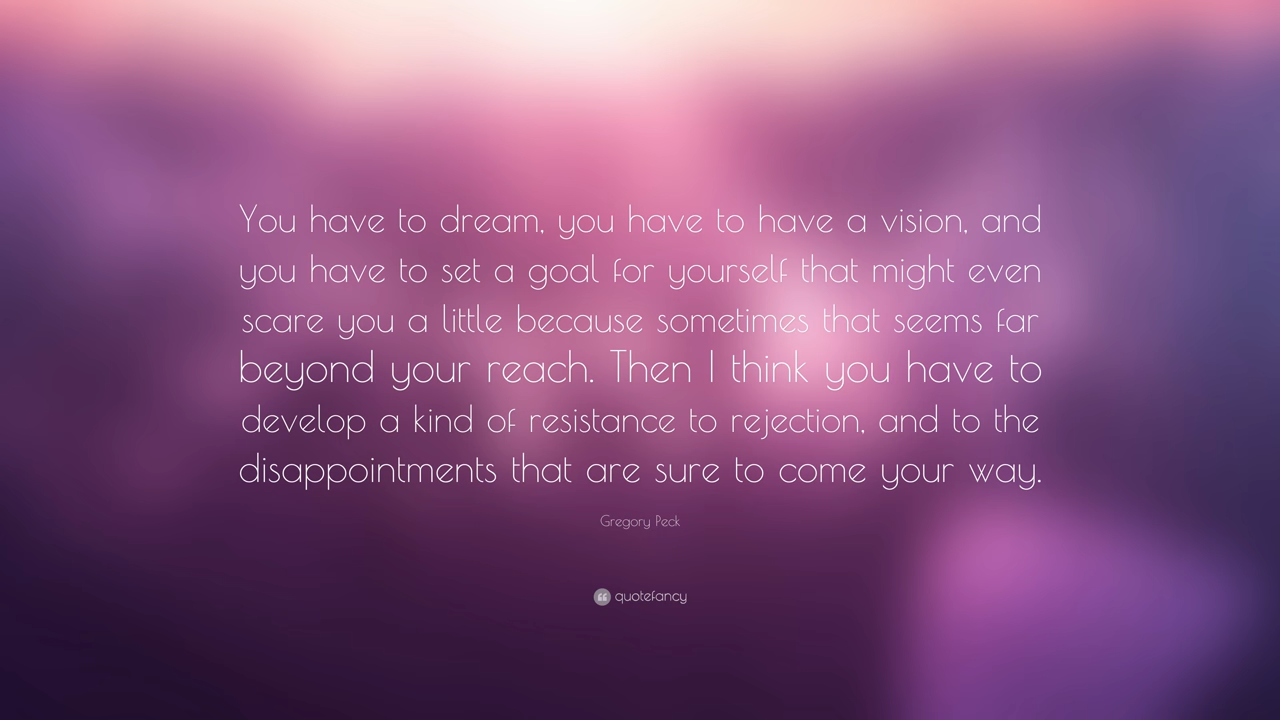 You have to dream, you have to have a vision, and
you have to set a goal for yourself that might even
scare you a little because sometimes that seems far
beyond your reach. Then I think you have to
develop a kind of resistance to rejection, and to the
disappointments that are sure to come your way.
Gregory Peck
quotefancy